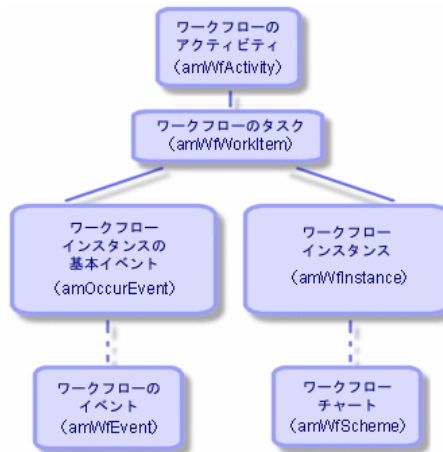 ワークフローの
アクティビティ
(amWfActivity)
ワークフローのタスク
(amWfWorkItem)
ワークフロー
インスタンスの
基本イベント
(amOccurEvent)
ワークフロー
インスタンス
(amWfInstance)
ワークフローの
イベント
(amWfEvent)
ワークフロー
チャート
(amWfScheme)